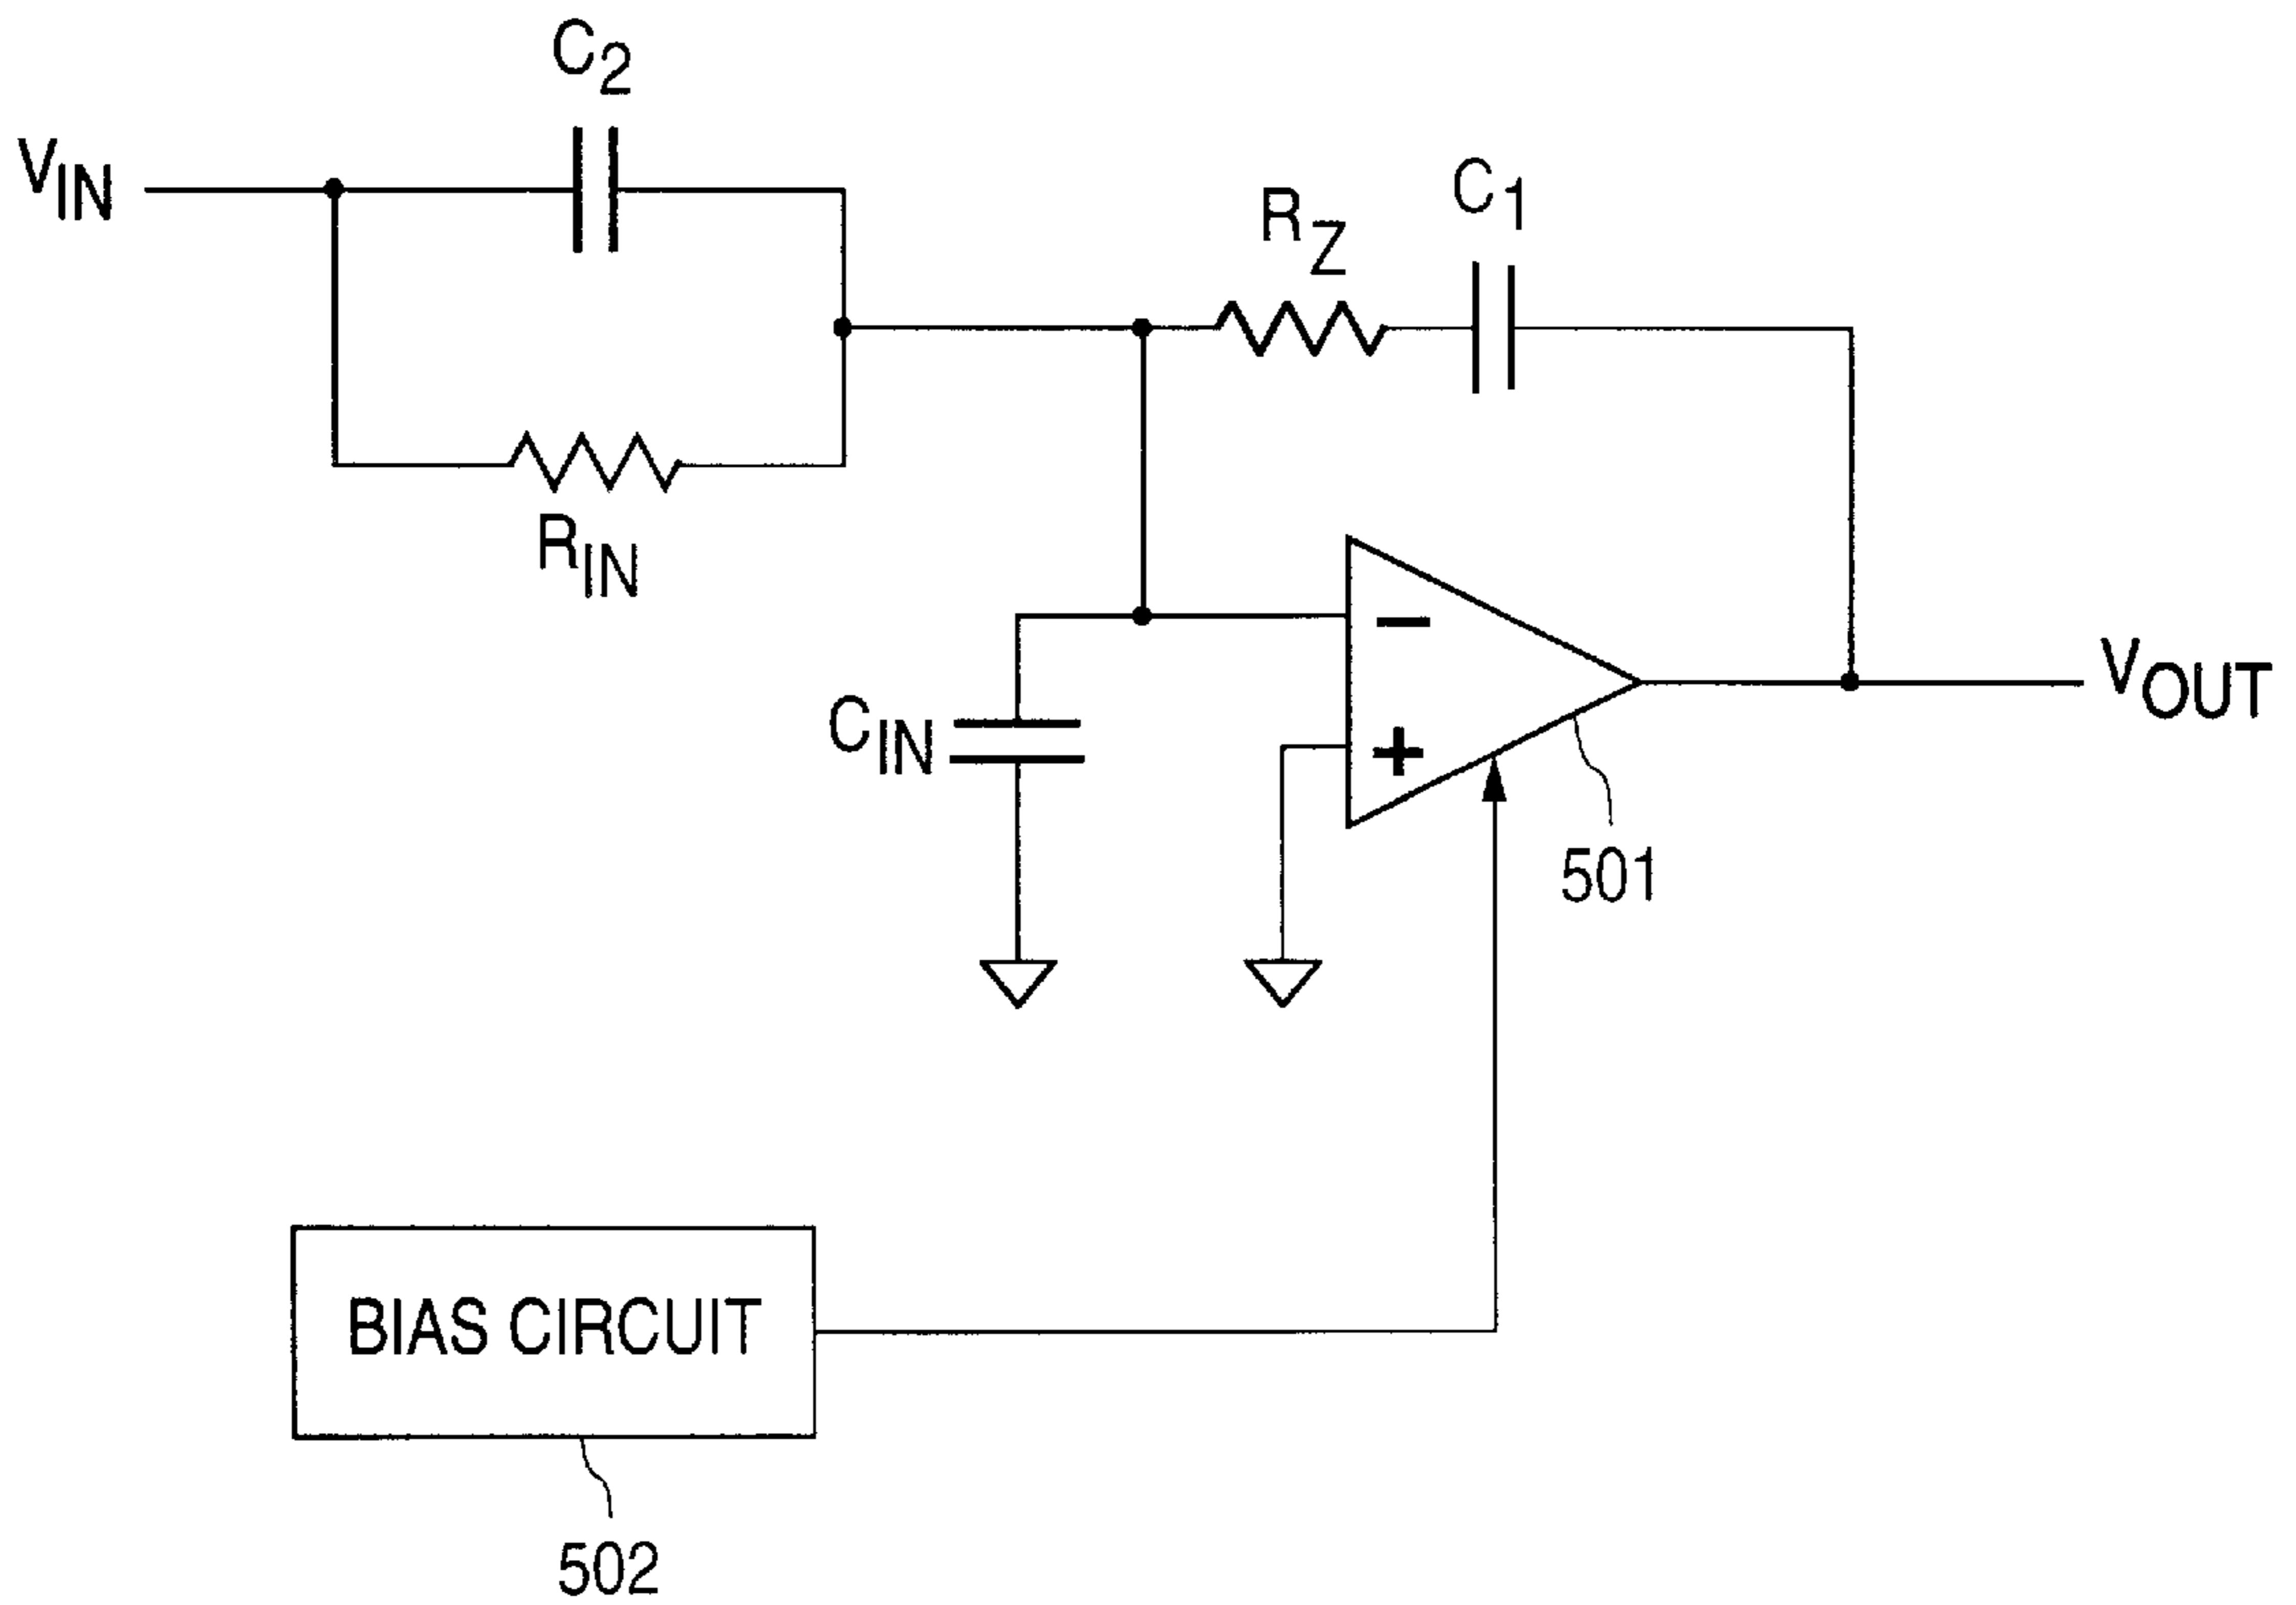 C2
VIN
RZ
C1
RIN
−
CIN
+
VOUT
501
BIAS CIRCUIT
502